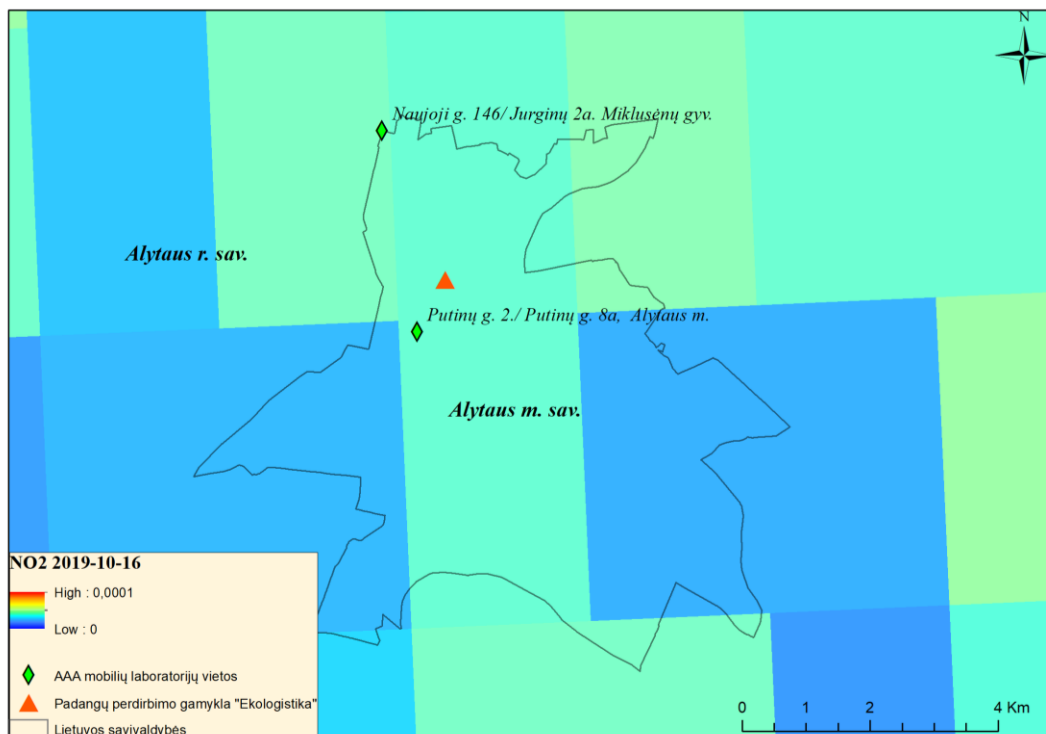 N
Naujoji g. 146/ Jurginų 2a. Miklusėnų gyv.
Alytaus r. sav.
Putinų g. 2./ Putinų g. 8a, Alytaus m.
Alytaus m. sav.
NO2 2019-10-16
High : 0,0001
Low : 0
AAA mobilių laboratorijų vietos
Padangų perdirbimo gamykla "Ekologistika"
Lietuvos savivaldybės
0 1 2 4 Km